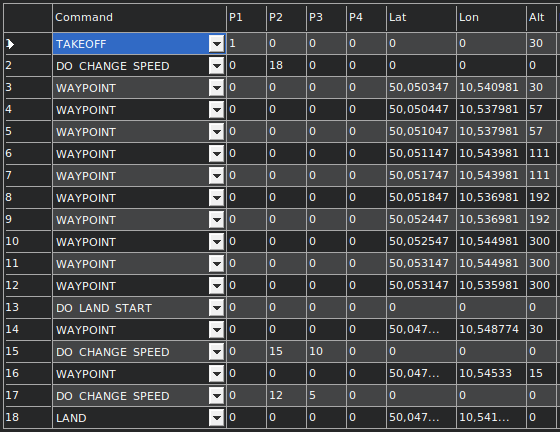 Command P1 P2 P3 P4 Lat Lon Alt
1 TAKEOFF 1 0 0 0 0 0 30
2 DO CHANGE SPEED 0 18 0 0 0 0 0
3 WAYPOINT 0 0 0 0 50,050347 10,540981 30
4 WAYPOINT 0 0 0 0 50,050447 10,537981 57
5 WAYPOINT 0 0 0 0 50,051047 10,537981 57
6 WAYPOINT 0 0 0 0 50,051147 10,543981 111
7 WAYPOINT 0 0 0 0 50,051747 10,543981 111
8 WAYPOINT 0 0 0 0 50,051847 10,536981 192
9 WAYPOINT 0 0 0 0 50,052447 10,536981 192
10 WAYPOINT 0 0 0 0 50,052547 10,544981 300
11 WAYPOINT 0 0 0 0 50,053147 10,544981 300
12 WAYPOINT 0 0 0 0 50,053147 10,535981 300
13 DO LAND START 0 0 0 0 0 0 0
14 WAYPOINT 0 0 0 0 50,047... 10,548774 30
15 DO CHANGE SPEED 0 15 10 0 0 0 0
16 WAYPOINT 0 0 0 0 50,047... 10,54533 15
17 DO CHANGE SPEED 0 12 5 0 0 0 0
18 LAND 0 0 0 0 50,047... 10,541... 0